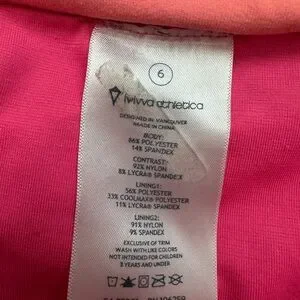 6
ivivva athletica
DESIGNED IN VANCOUVER
MADE IN CHINA
BODY:
86% POLYESTER
14% SPANDEX
CONTRAST:
92% NYLON
8% LYCRA® SPANDEX
LINING1:
56% POLYESTER
33% COOLMAX® POLYESTER
11% LYCRA® SPANDEX
LINING2:
91% NYLON
9% SPANDEX
EXCLUSIVE OF TRIM
WASH WITH LIKE COLORS
NOT INTENDED FOR CHILDREN
3 YEARS AND UNDER